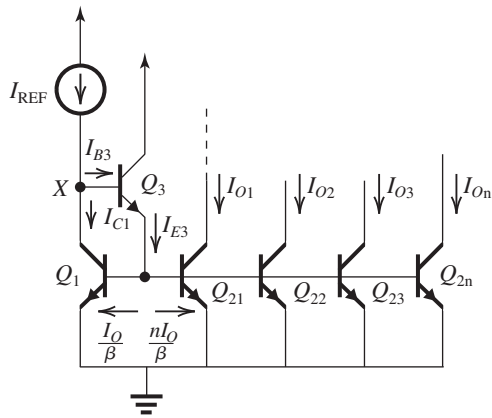 I_REF
I_B3
X
Q_3
I_C1
I_E3
I_O1
I_O2
I_O3
I_On
Q_1
Q_21
Q_22
Q_23
Q_2n
I_O/β
nI_O/β